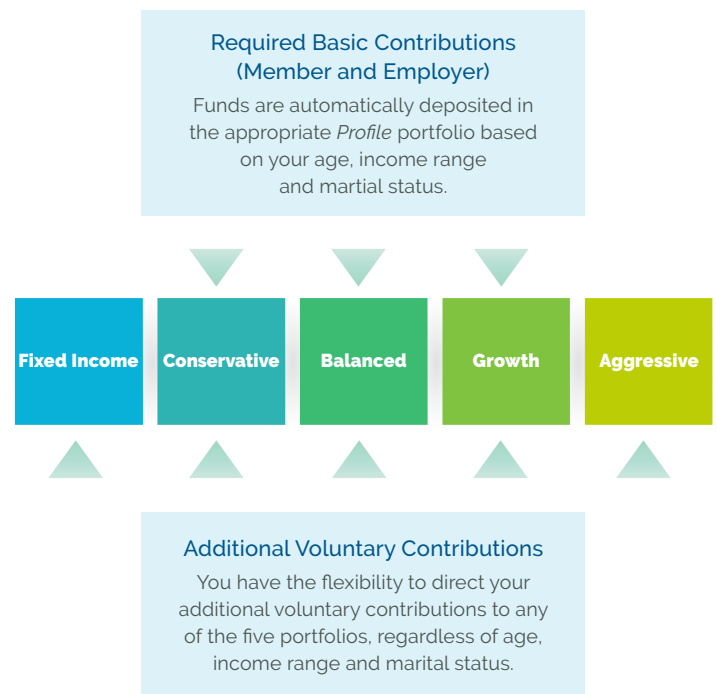 Required Basic Contributions
(Member and Employer)
Funds are automatically deposited in
the appropriate Profile portfolio based
on your age, income range
and martial status.
Fixed Income
Conservative
Balanced
Growth
Aggressive
Additional Voluntary Contributions
You have the flexibility to direct your
additional voluntary contributions to any
of the five portfolios, regardless of age,
income range and marital status.